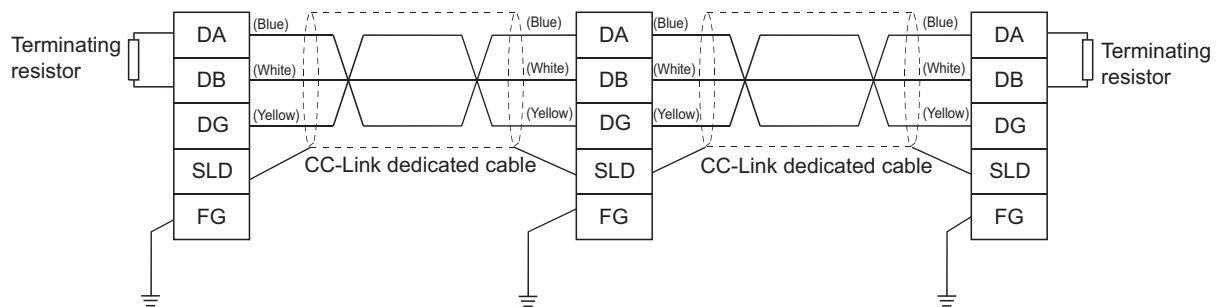 Terminating
resistor
DA
DB
DG
SLD
FG
(Blue)
(White)
(Yellow)
CC-Link dedicated cable
(Blue)
(White)
(Yellow)
DA
DB
DG
SLD
FG
(Blue)
(White)
(Yellow)
CC-Link dedicated cable
(Blue)
(White)
(Yellow)
DA
DB
DG
SLD
FG
Terminating
resistor